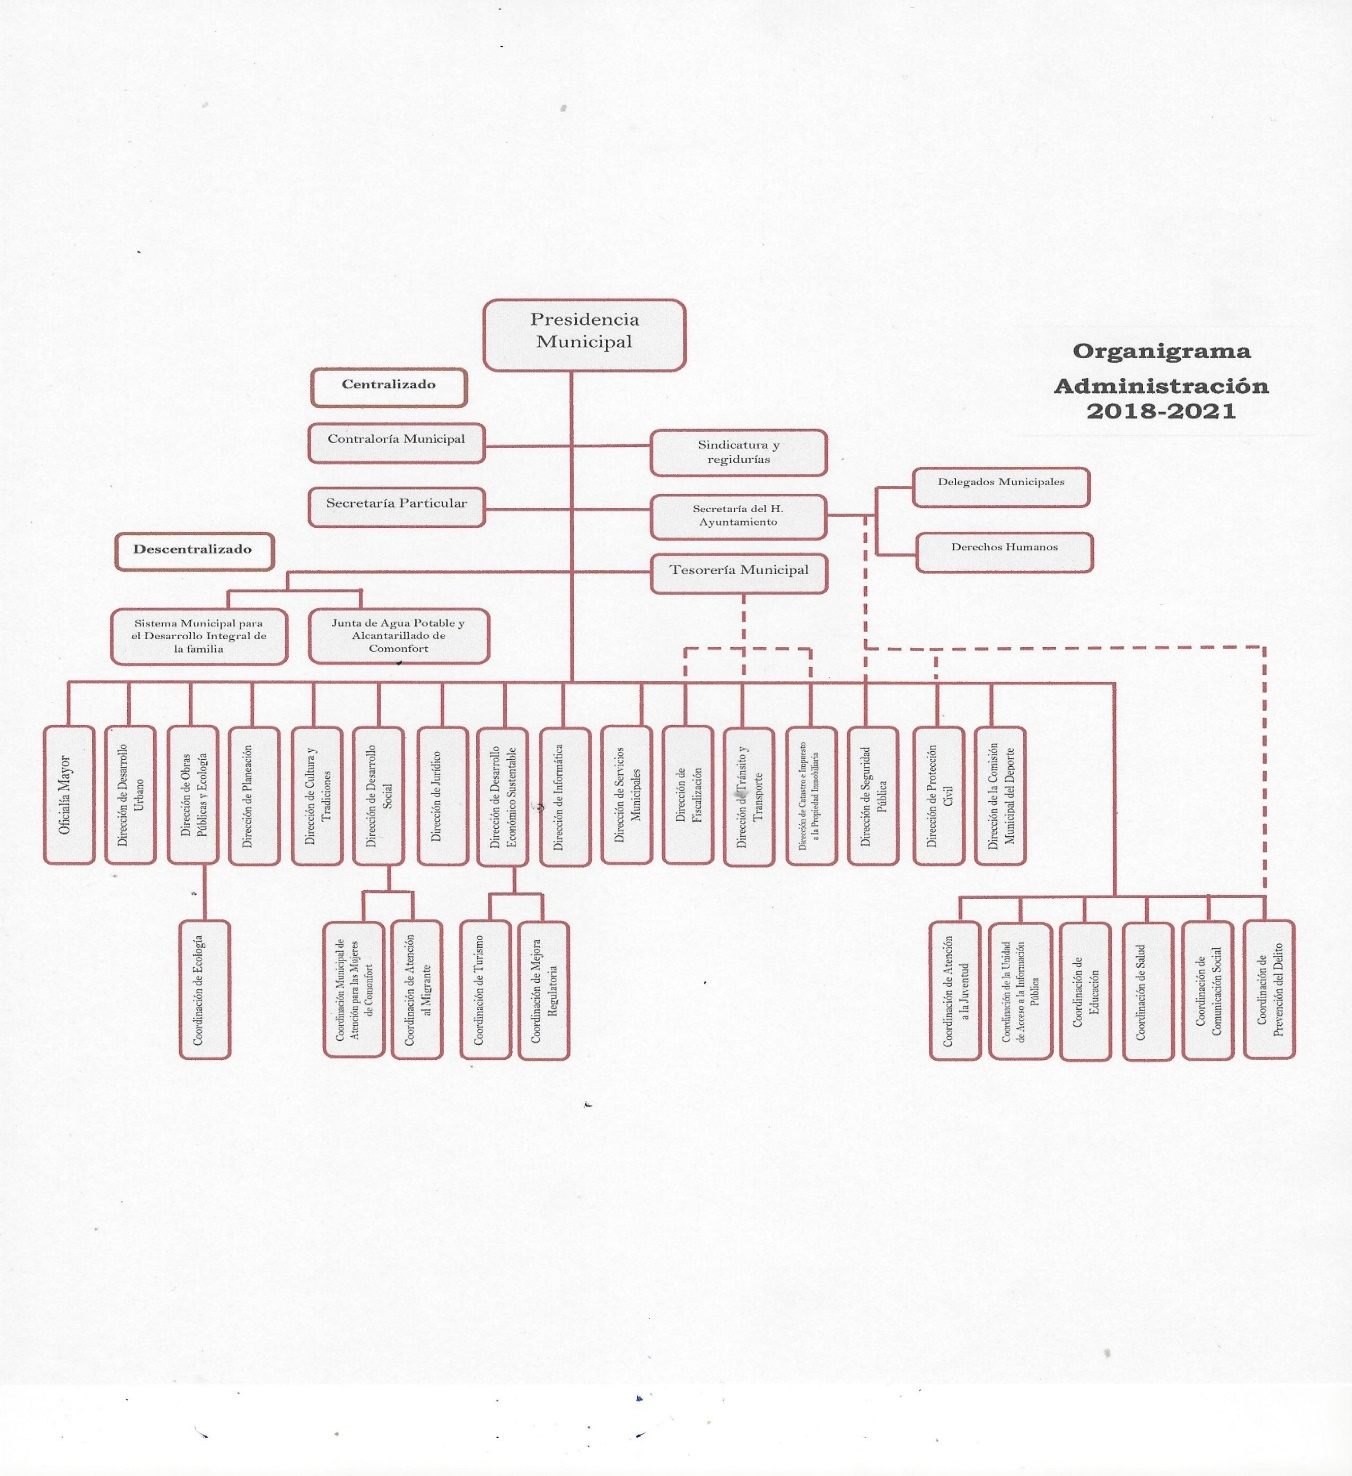 Presidencia
Municipal
Organigrama
Administración
2018-2021
Centralizado
Contraloría Municipal
Sindicatura y
regidurías
Secretaría Particular
Secretaría del H.
Ayuntamiento
Delegados Municipales
Derechos Humanos
Descentralizado
Tesorería Municipal
Sistema Municipal para
el Desarrollo Integral de
la familia
Junta de Agua Potable y
Alcantarillado de
Comonfort
Oficialía Mayor
Dirección de Desarrollo
Urbano
Dirección de Obras
Públicas y Ecología
Dirección de Planeación
Dirección de Cultura y
Tradiciones
Dirección de Desarrollo
Social
Dirección de Jurídico
Dirección de Desarrollo
Económico Sustentable
Dirección de Informática
Dirección de Servicios
Municipales
Dirección de
Fiscalización
Dirección de Tránsito y
Transporte
Dirección de Catastro e Impuesto
a la Propiedad Inmobiliaria
Dirección de Seguridad
Pública
Dirección de Protección
Civil
Dirección de la Comisión
Municipal del Deporte
Coordinación de Ecología
Coordinación Municipal de
Atención para las Mujeres
de Comonfort
Coordinación de Atención
al Migrante
Coordinación de Turismo
Coordinación de Mejora
Regulatoria
Coordinación de Atención
a la Juventud
Coordinación de la Unidad
de Acceso a la Información
Pública
Coordinación de
Educación
Coordinación de Salud
Coordinación de
Comunicación Social
Coordinación de
Prevención del Delito